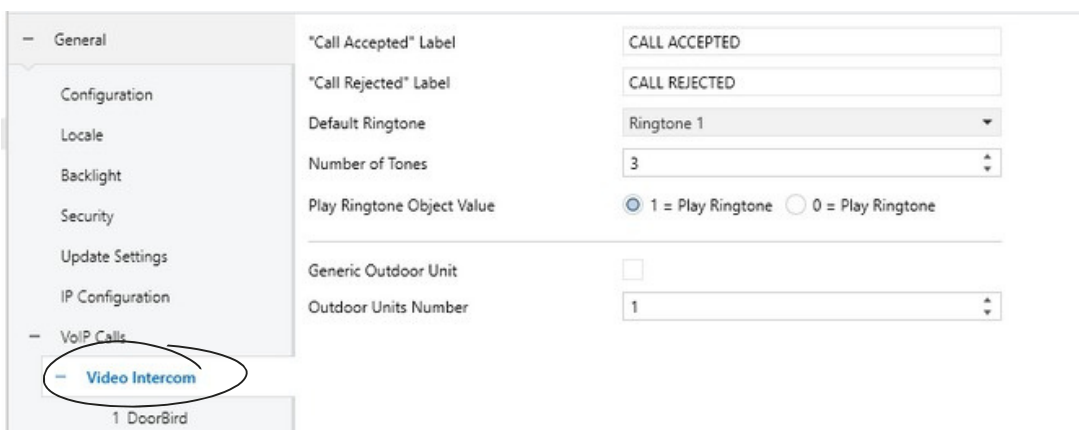 General
Configuration
Locale
Backlight
Security
Update Settings
IP Configuration
VoIP Calls
Video Intercom
1 DoorBird
"Call Accepted" Label CALL ACCEPTED
"Call Rejected" Label CALL REJECTED
Default Ringtone Ringtone 1
Number of Tones 3
Play Ringtone Object Value 1 = Play Ringtone 0 = Play Ringtone
Generic Outdoor Unit
Outdoor Units Number 1